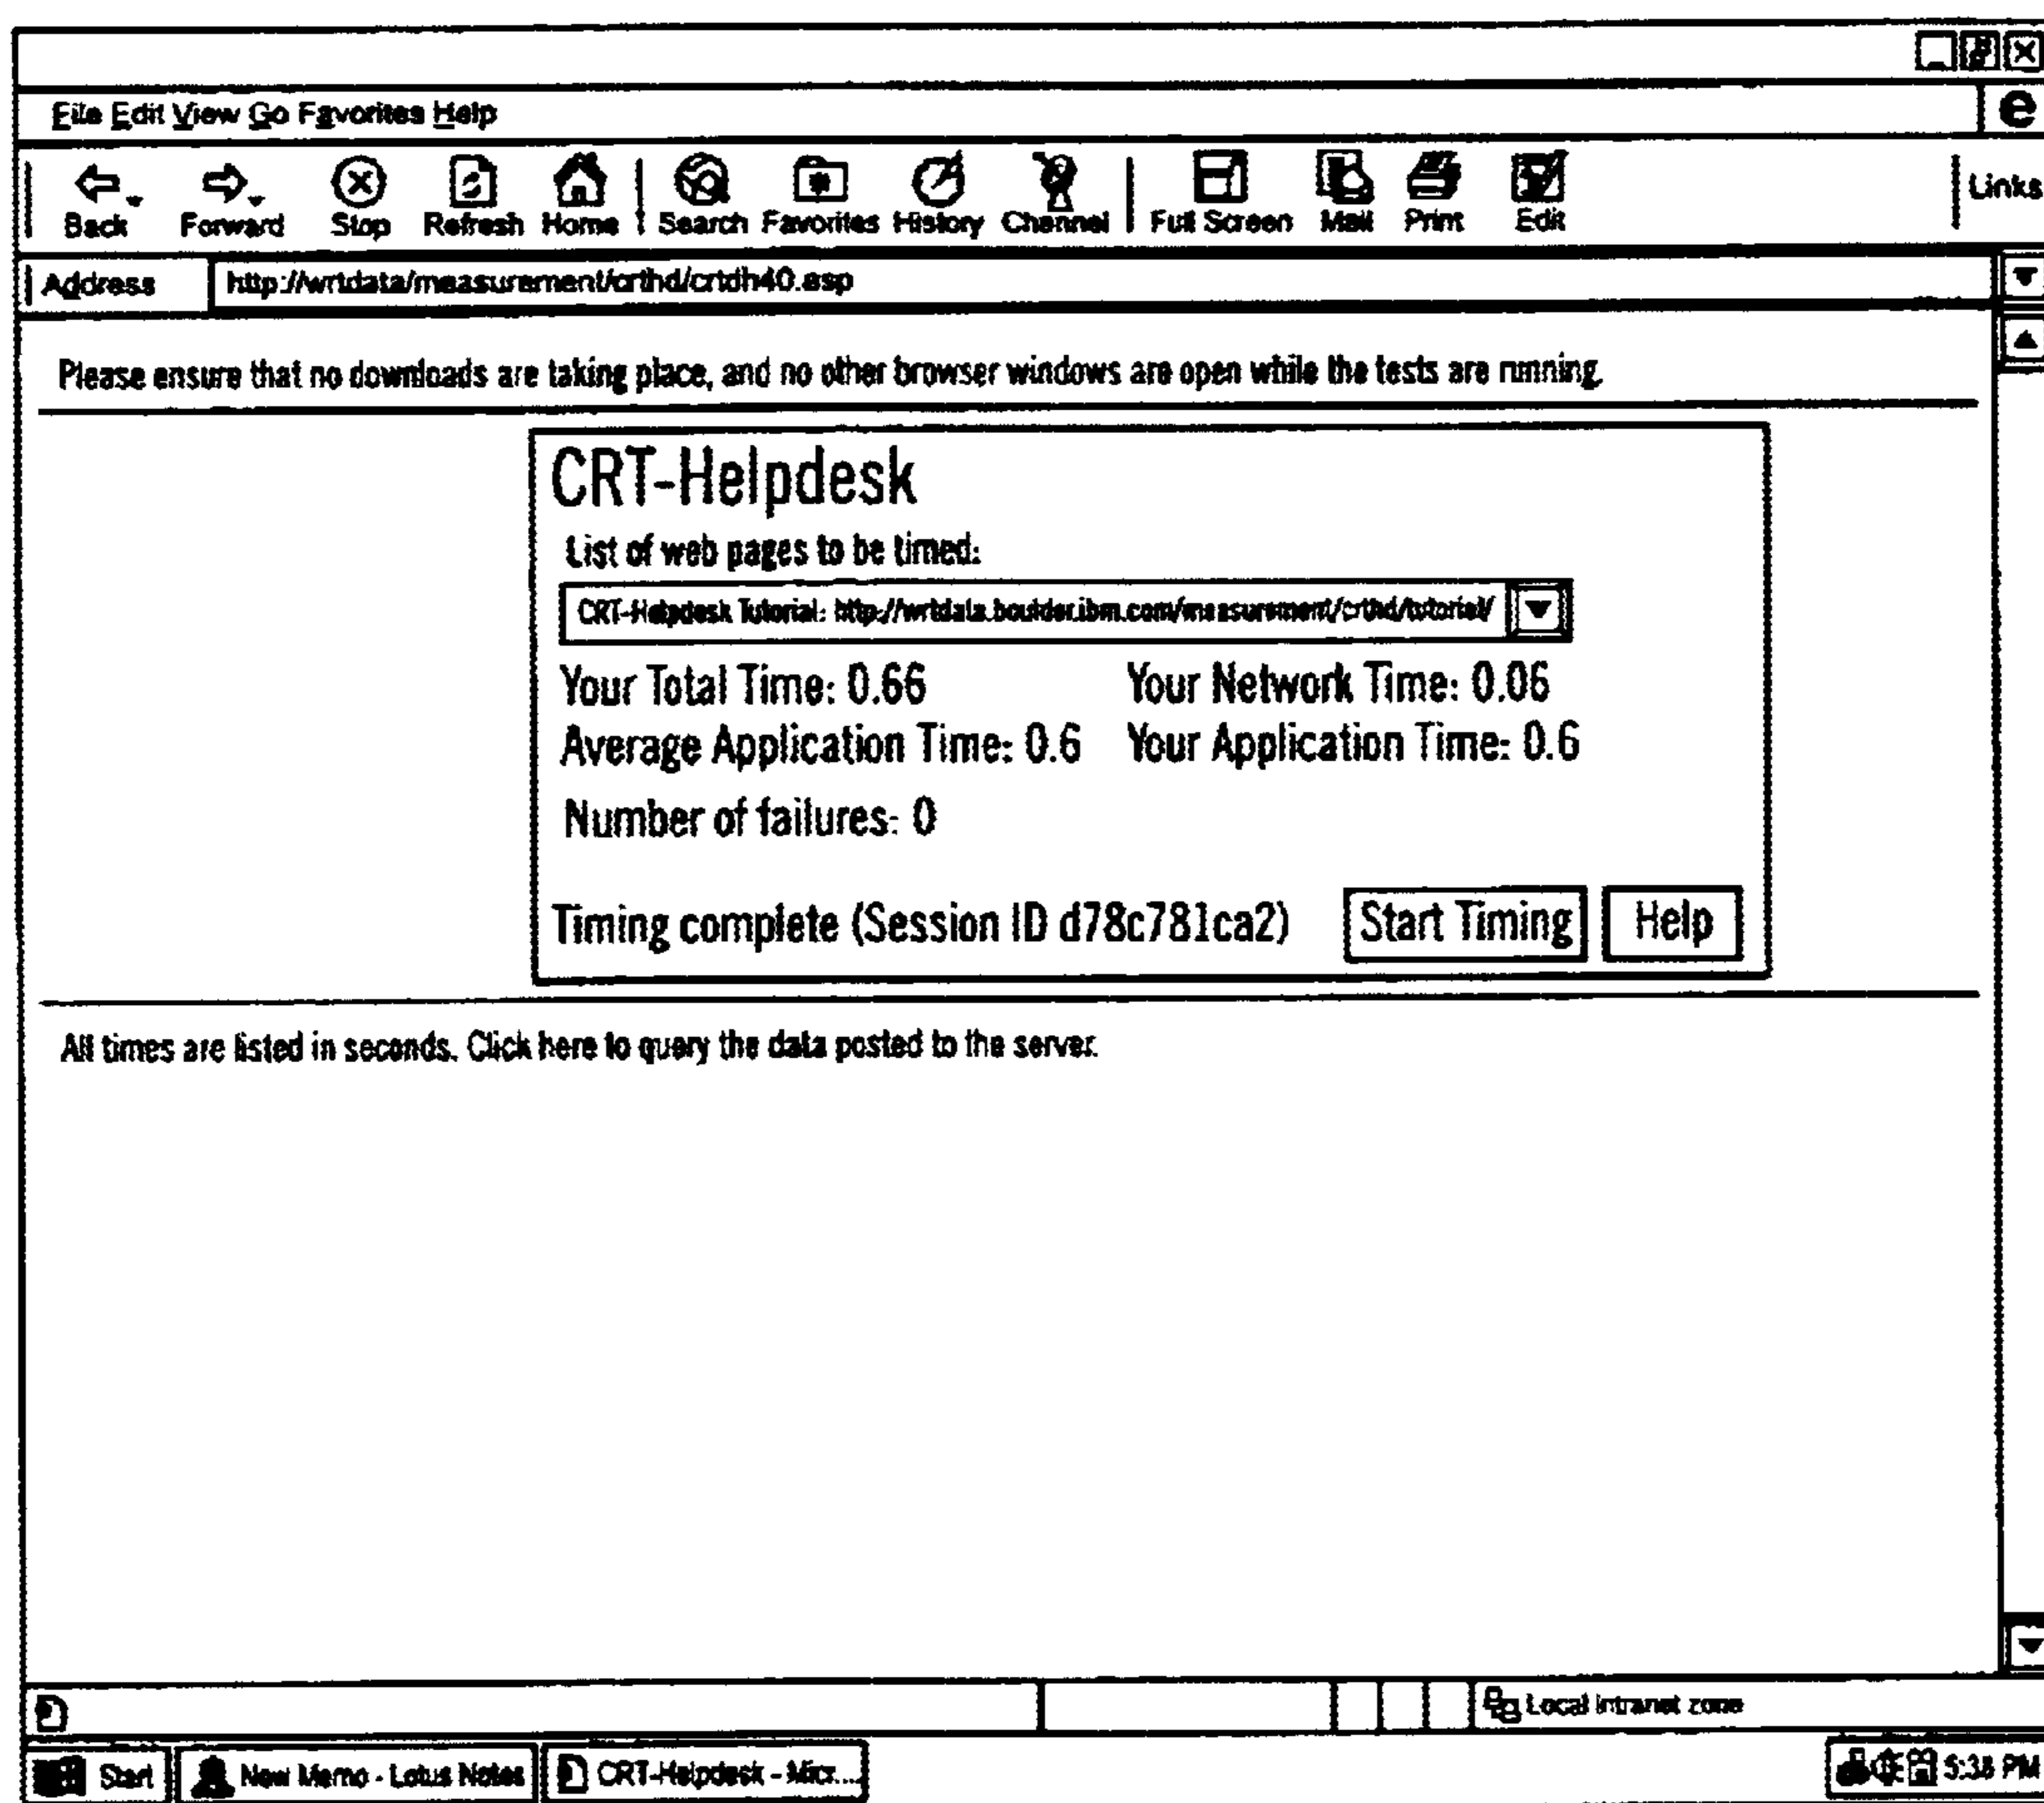 File Edit View Go Favorites Help
Back Forward Stop Refresh Home Search Favorites History Channel Full Screen Mail Print Edit Links
Address http://wrtdata/measurement/crthd/crtdh40.asp
Please ensure that no downloads are taking place, and no other browser windows are open while the tests are running.
CRT-Helpdesk
List of web pages to be timed:
CRT-Helpdesk Tutorial: http://wrtdata.boulder.ibm.com/measurement/crthd/tutorial/
Your Total Time: 0.66 Your Network Time: 0.06
Average Application Time: 0.6 Your Application Time: 0.6
Number of failures: 0
Timing complete (Session ID d78c781ca2) Start Timing Help
All times are listed in seconds. Click here to query the data posted to the server.
Local intranet zone
Start New Memo - Lotus Notes CRT-Helpdesk - Micr... 5:38 PM